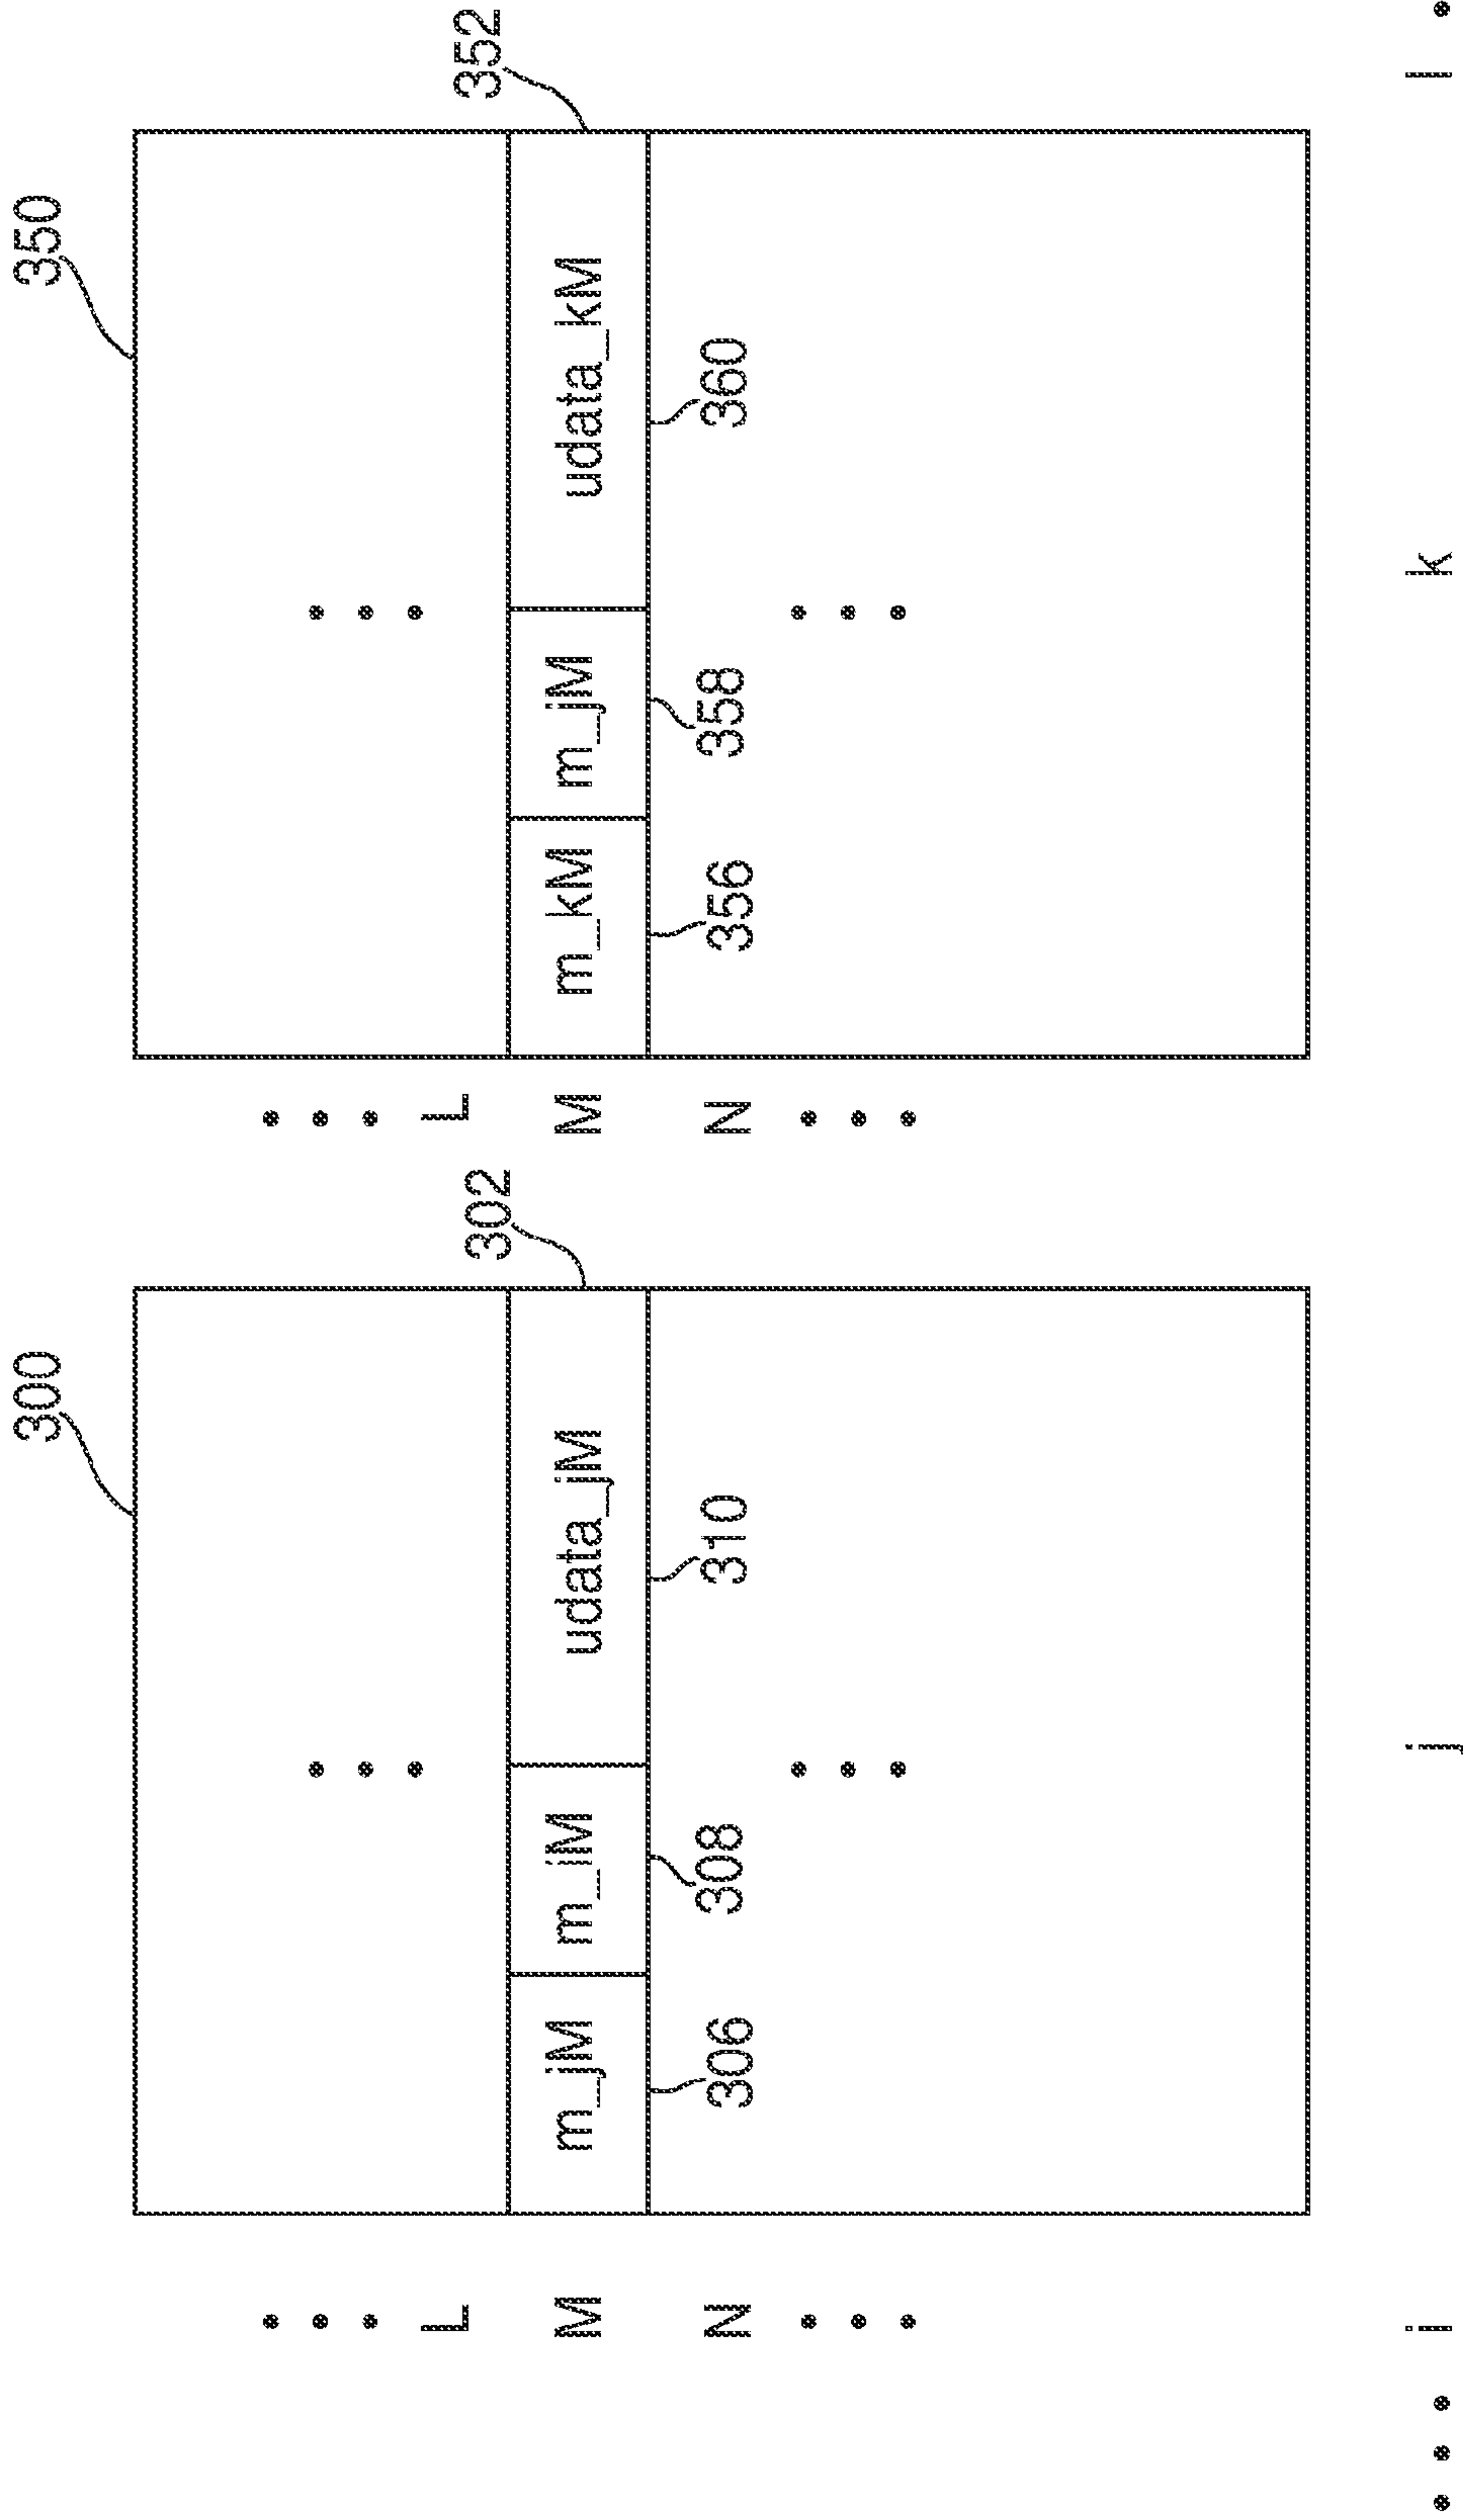 300 350
L 302 L 352
M m_jM m_iM udata_jM M m_kM m_jM udata_kM
N 306 308 310 N 356 358 360
i j k l